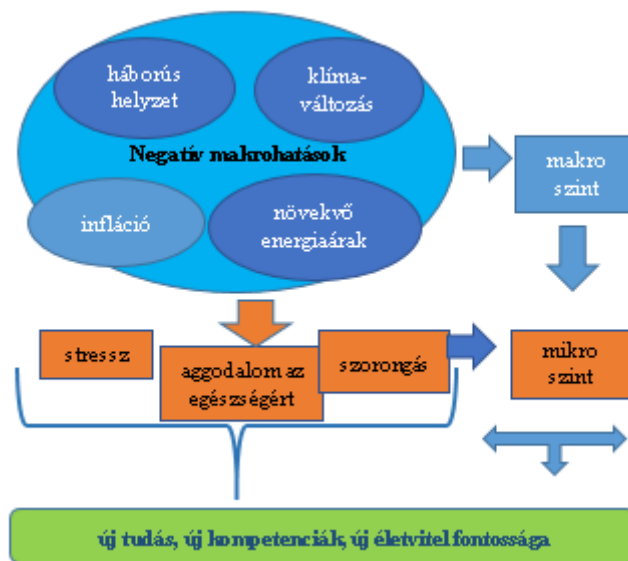 háborús
helyzet
klíma-
változás
Negatív makrohatások
infláció
növekvő
energiaárak
makro
szint
stressz
aggodalom az
egészségért
szorongás
mikro
szint
új tudás, új kompetenciák, új életvitel fontossága